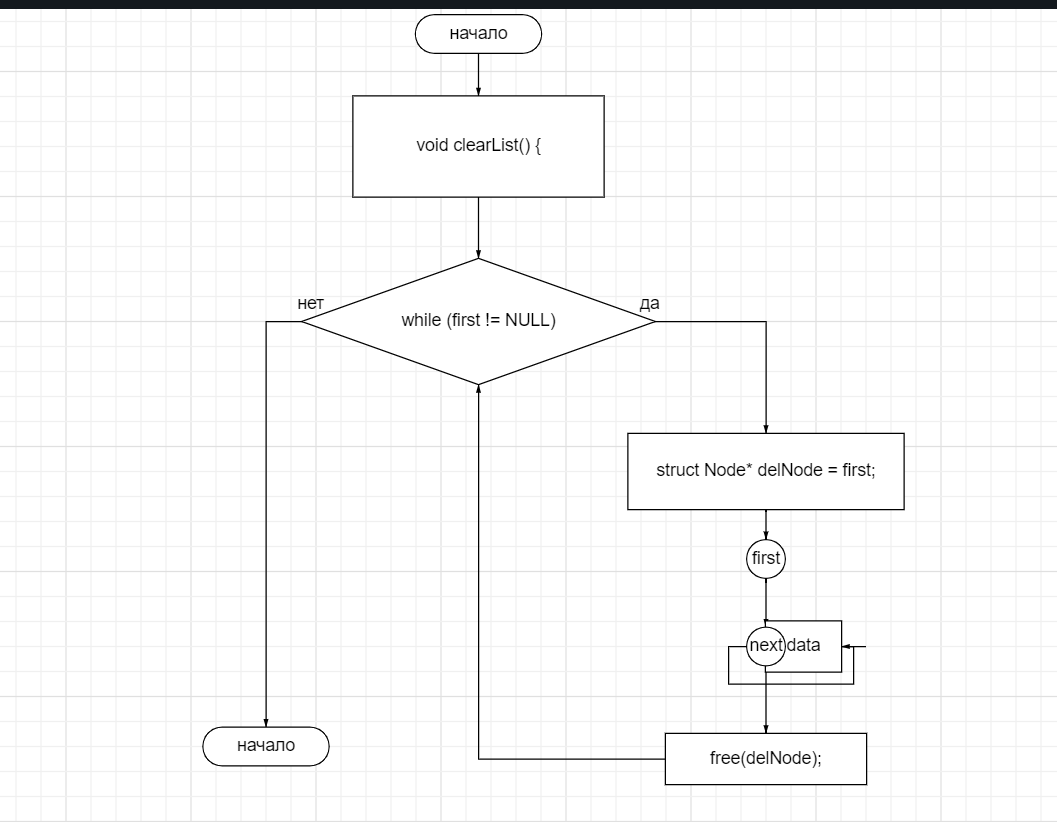 начало
void clearList() {
нет
да
while (first != NULL)
struct Node* delNode = first;
first
next data
начало
free(delNode);